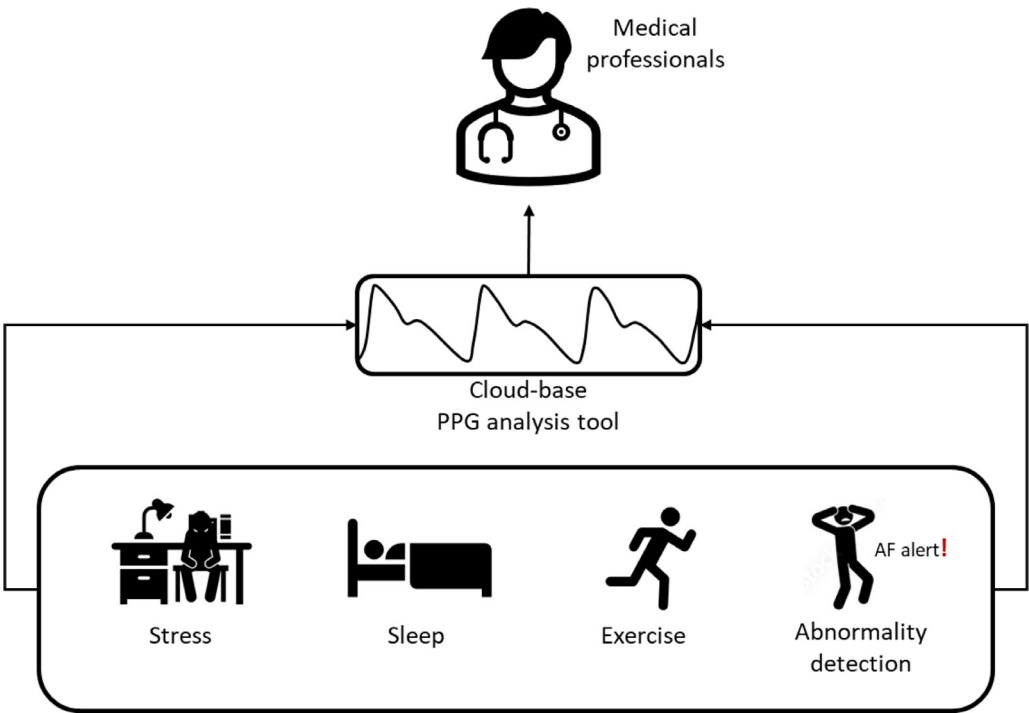 Medical
professionals
Cloud-base
PPG analysis tool
AF alert!
Stress
Sleep
Exercise
Abnormality
detection